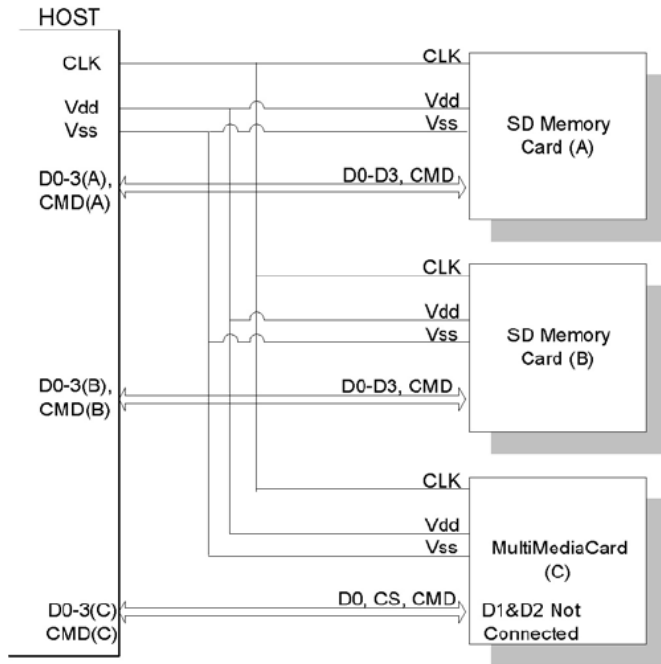 HOST
CLK
Vdd
Vss
D0-3(A),
CMD(A)
CLK
Vdd
Vss
D0-D3, CMD
SD Memory
Card (A)
D0-3(B),
CMD(B)
CLK
Vdd
Vss
D0-D3, CMD
SD Memory
Card (B)
D0-3(C)
CMD(C)
CLK
Vdd
Vss
D0, CS, CMD
MultiMediaCard
(C)
D1&D2 Not
Connected